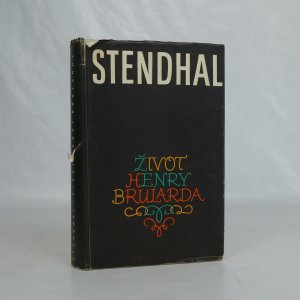 STENDHAL
ŽIVOT
HENRY
BRULARDA